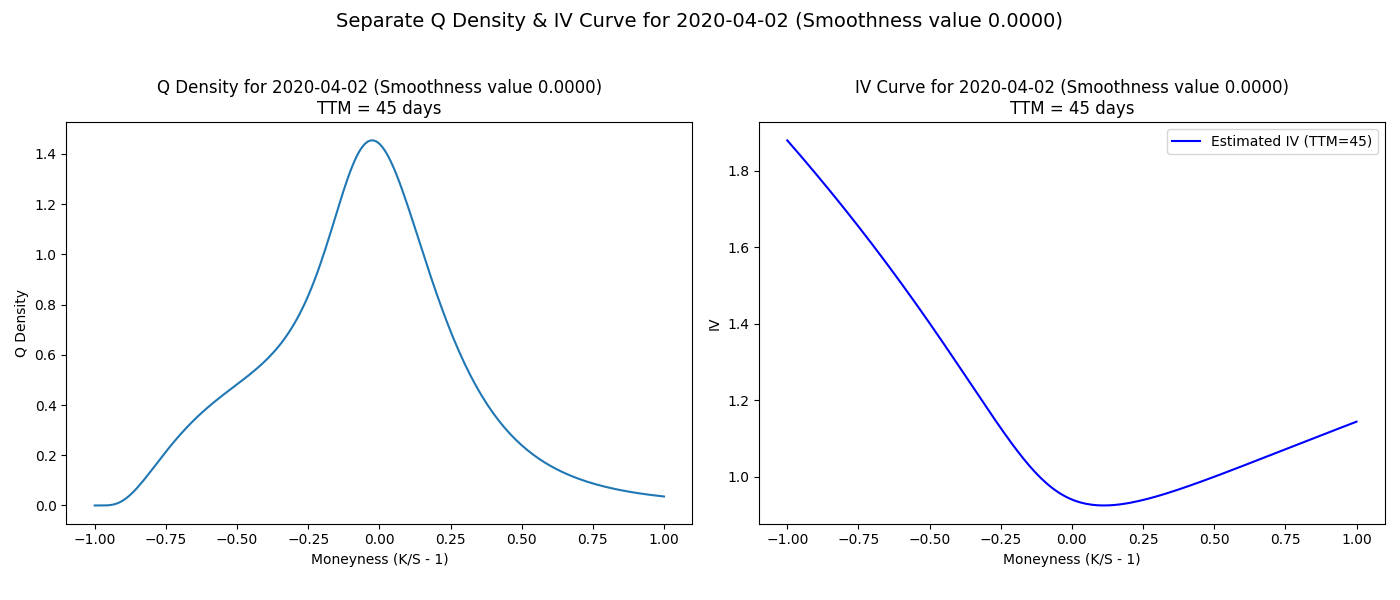 Separate Q Density & IV Curve for 2020-04-02 (Smoothness value 0.0000)
Q Density for 2020-04-02 (Smoothness value 0.0000)
TTM = 45 days
Q Density
1.4
1.2
1.0
0.8
0.6
0.4
0.2
0.0
−1.00 −0.75 −0.50 −0.25 0.00 0.25 0.50 0.75 1.00
Moneyness (K/S - 1)
IV Curve for 2020-04-02 (Smoothness value 0.0000)
TTM = 45 days
Estimated IV (TTM=45)
IV
1.8
1.6
1.4
1.2
1.0
−1.00 −0.75 −0.50 −0.25 0.00 0.25 0.50 0.75 1.00
Moneyness (K/S - 1)